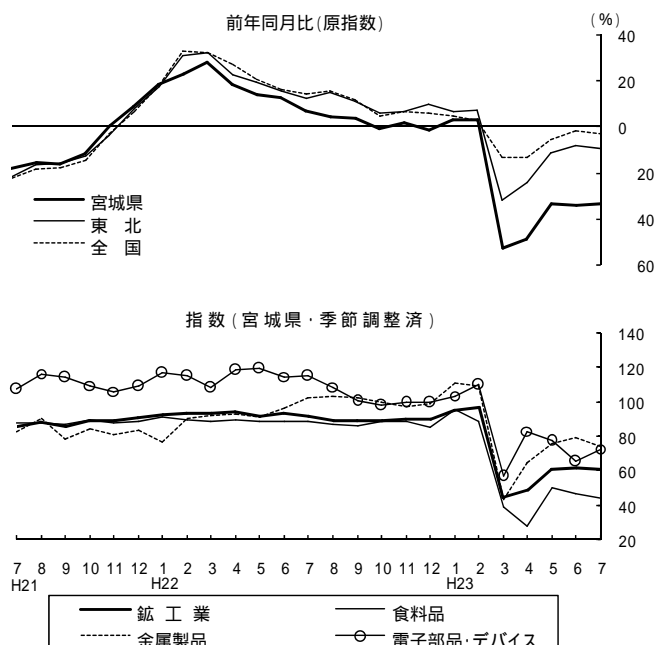 前年同月比(原指数)
(%)
40
20
0
20
40
60
宮城県
東 北
全 国
指数(宮城県・季節調整済)
140
120
100
80
60
40
20
7 8 9 10 11 12 1 2 3 4 5 6 7 8 9 10 11 12 1 2 3 4 5 6 7
H21 H22 H23
鉱 工 業 食料品
金属製品 電子部品・デバイス